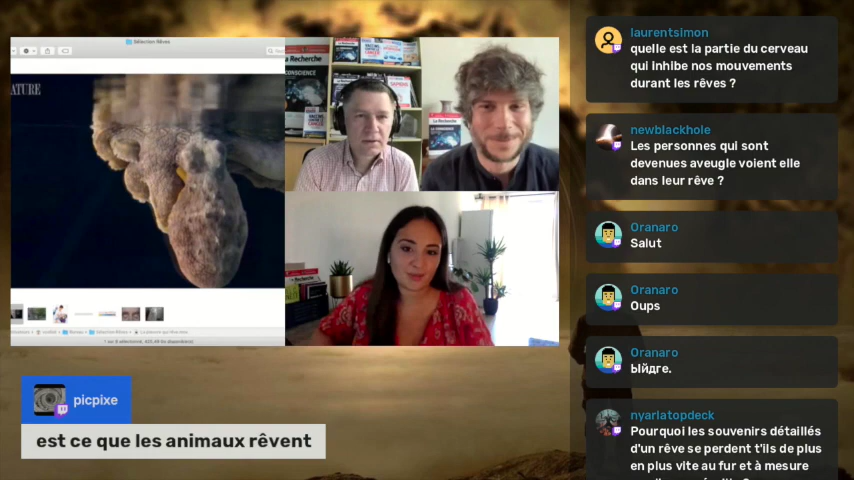 Sélection Rêves
ATURE
La Recherche
CONSCIENCE
picpixe
est ce que les animaux rêvent
laurentsimon
quelle est la partie du cerveau
qui inhibe nos mouvements
durant les rêves ?
newblackhole
Les personnes qui sont
devenues aveugle voient elle
dans leur rêve ?
Oranaro
Salut
Oranaro
Oups
Oranaro
Ыйдге.
nyarlatopdeck
Pourquoi les souvenirs détaillés
d'un rêve se perdent t'ils de plus
en plus vite au fur et à mesure